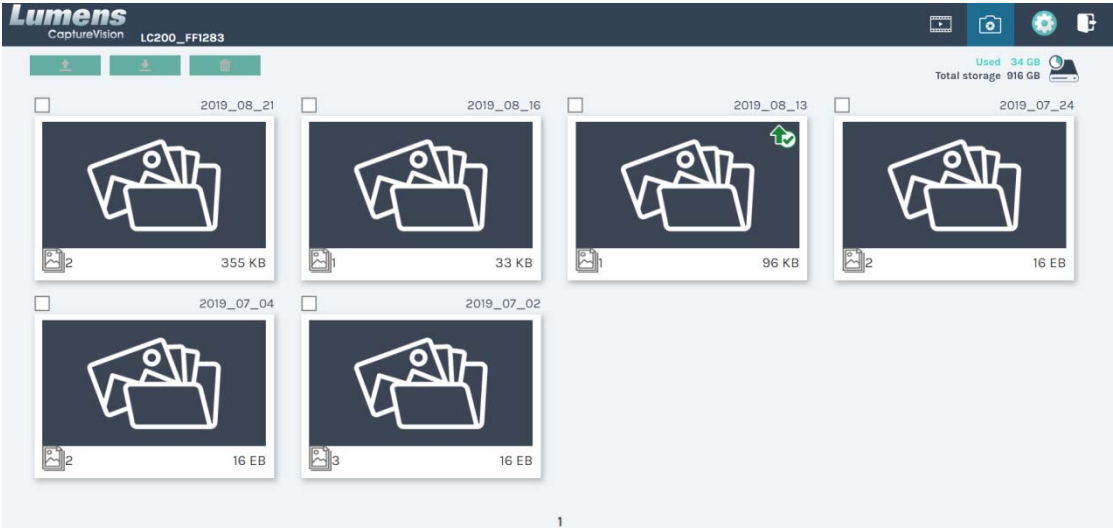 Lumens
CaptureVision LC200_FF1283
Used 34 GB
Total storage 916 GB
2019_08_21 2019_08_16 2019_08_13 2019_07_24
2 355 KB 1 33 KB 1 96 KB 2 16 EB
2019_07_04 2019_07_02
2 16 EB 3 16 EB
1